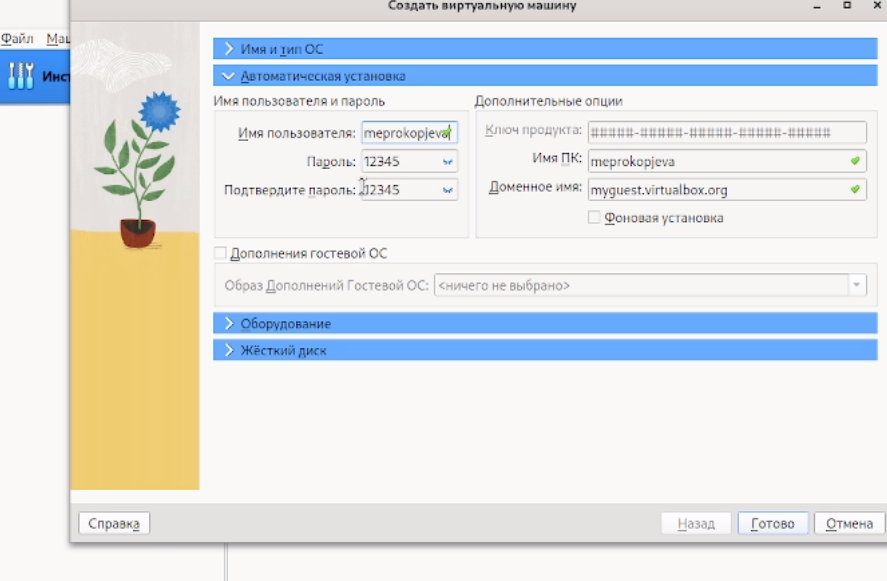 Создать виртуальную машину
Файл
Имя и тип ОС
Автоматическая установка
Имя пользователя и пароль
Дополнительные опции
Имя пользователя: meprokopjeva
Ключ продукта: #####-#####-#####-#####-#####
Пароль: 12345
Имя ПК: meprokopjeva
Подтвердите пароль: 12345
Доменное имя: myguest.virtualbox.org
Фоновая установка
Дополнения гостевой ОС
Образ Дополнений Гостевой ОС: <ничего не выбрано>
Оборудование
Жёсткий диск
Справка
Назад
Готово
Отмена